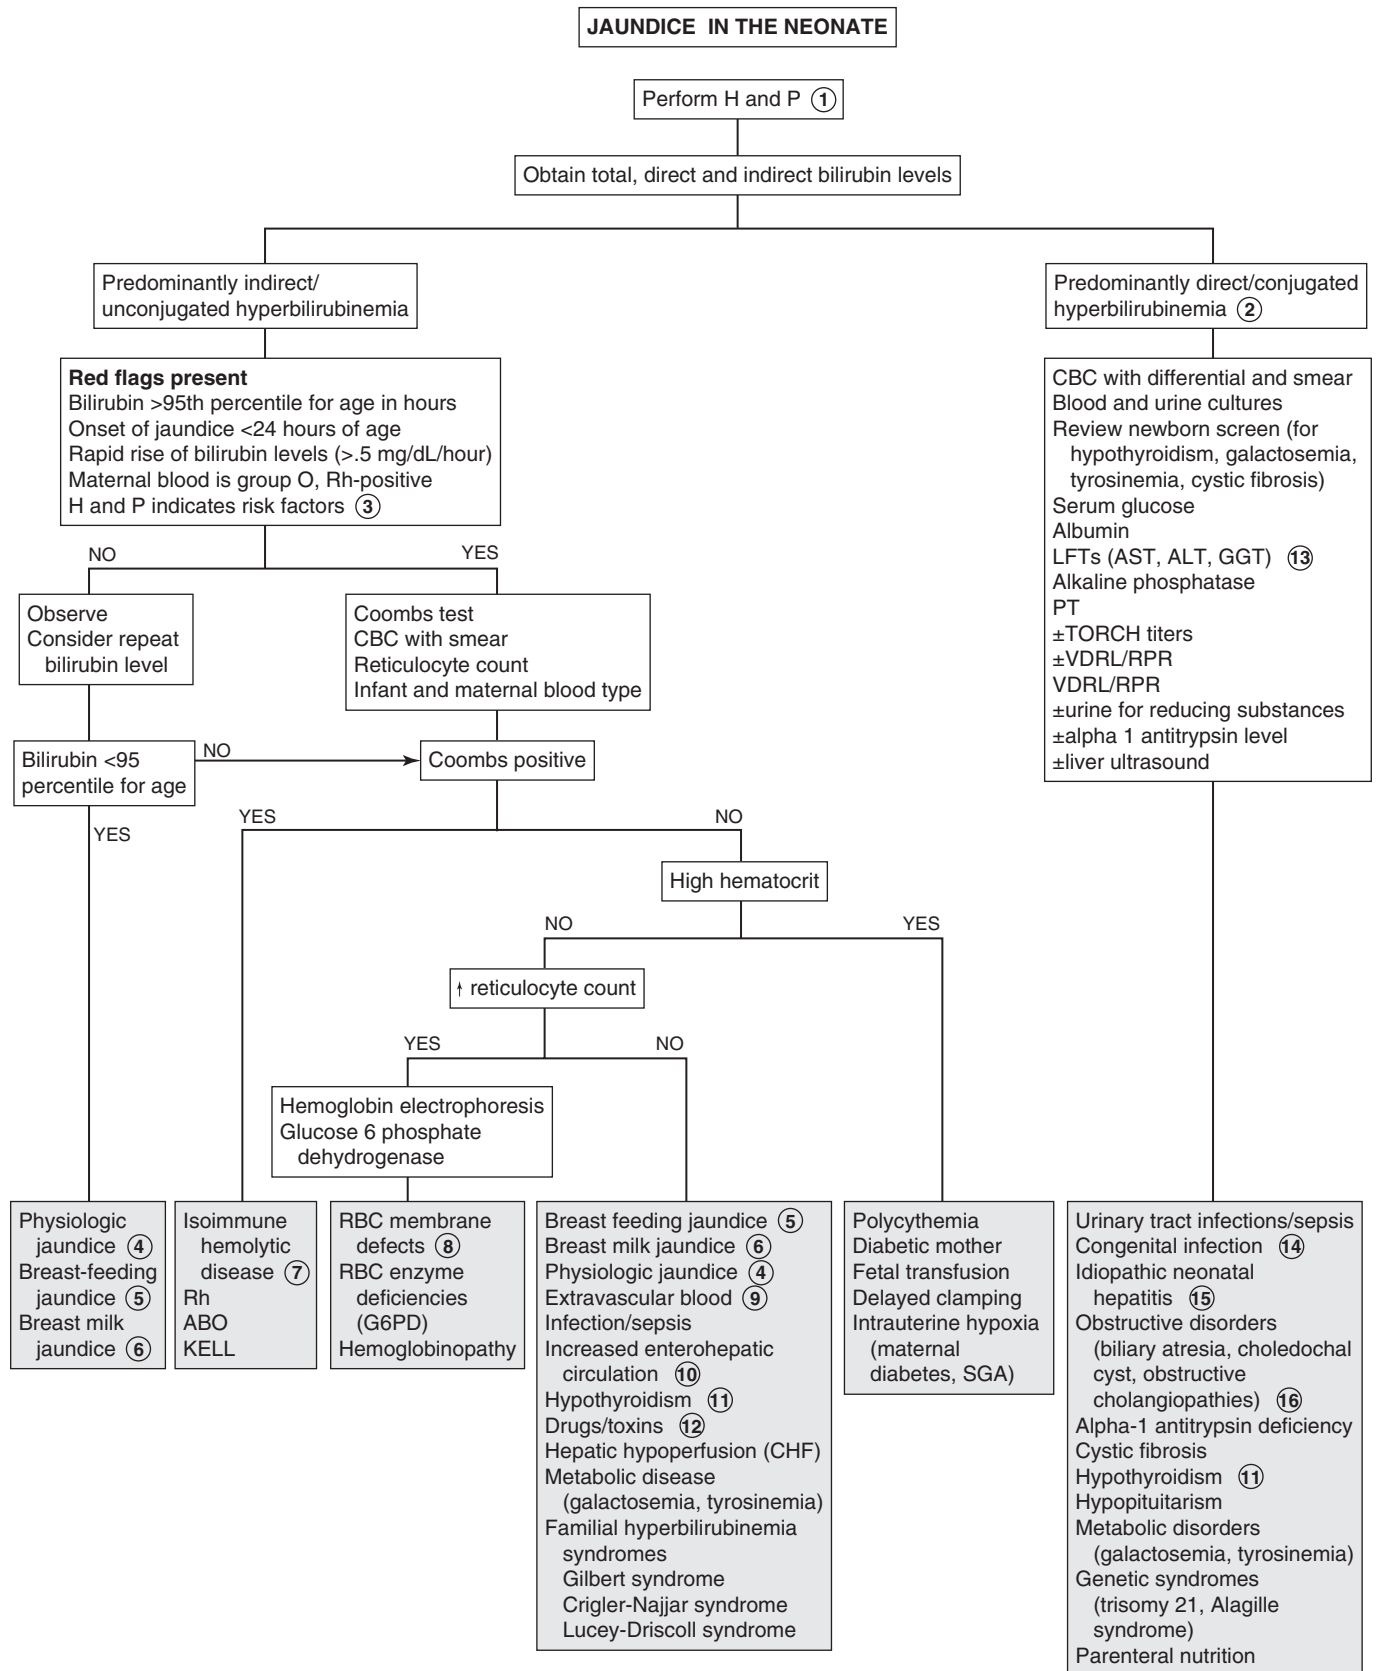 JAUNDICE IN THE NEONATE
Perform H and P 1
Obtain total, direct and indirect bilirubin levels
Predominantly indirect/
unconjugated hyperbilirubinemia
Predominantly direct/conjugated
hyperbilirubinemia 2
Red flags present
Bilirubin >95th percentile for age in hours
Onset of jaundice <24 hours of age
Rapid rise of bilirubin levels (>.5 mg/dL/hour)
Maternal blood is group O, Rh-positive
H and P indicates risk factors 3
CBC with differential and smear
Blood and urine cultures
Review newborn screen (for
hypothyroidism, galactosemia,
tyrosinemia, cystic fibrosis)
Serum glucose
Albumin
LFTs (AST, ALT, GGT) 13
Alkaline phosphatase
PT
±TORCH titers
±VDRL/RPR
VDRL/RPR
±urine for reducing substances
±alpha 1 antitrypsin level
±liver ultrasound
NO
YES
Observe
Consider repeat
bilirubin level
Coombs test
CBC with smear
Reticulocyte count
Infant and maternal blood type
Bilirubin <95
percentile for age
NO
Coombs positive
YES
YES
NO
High hematocrit
NO
YES
↑ reticulocyte count
YES
NO
Hemoglobin electrophoresis
Glucose 6 phosphate
dehydrogenase
Physiologic
jaundice 4
Breast-feeding
jaundice 5
Breast milk
jaundice 6
Isoimmune
hemolytic
disease 7
Rh
ABO
KELL
RBC membrane
defects 8
RBC enzyme
deficiencies
(G6PD)
Hemoglobinopathy
Breast feeding jaundice 5
Breast milk jaundice 6
Physiologic jaundice 4
Extravascular blood 9
Infection/sepsis
Increased enterohepatic
circulation 10
Hypothyroidism 11
Drugs/toxins 12
Hepatic hypoperfusion (CHF)
Metabolic disease
(galactosemia, tyrosinemia)
Familial hyperbilirubinemia
syndromes
Gilbert syndrome
Crigler-Najjar syndrome
Lucey-Driscoll syndrome
Polycythemia
Diabetic mother
Fetal transfusion
Delayed clamping
Intrauterine hypoxia
(maternal
diabetes, SGA)
Urinary tract infections/sepsis
Congenital infection 14
Idiopathic neonatal
hepatitis 15
Obstructive disorders
(biliary atresia, choledochal
cyst, obstructive
cholangiopathies) 16
Alpha-1 antitrypsin deficiency
Cystic fibrosis
Hypothyroidism 11
Hypopituitarism
Metabolic disorders
(galactosemia, tyrosinemia)
Genetic syndromes
(trisomy 21, Alagille
syndrome)
Parenteral nutrition